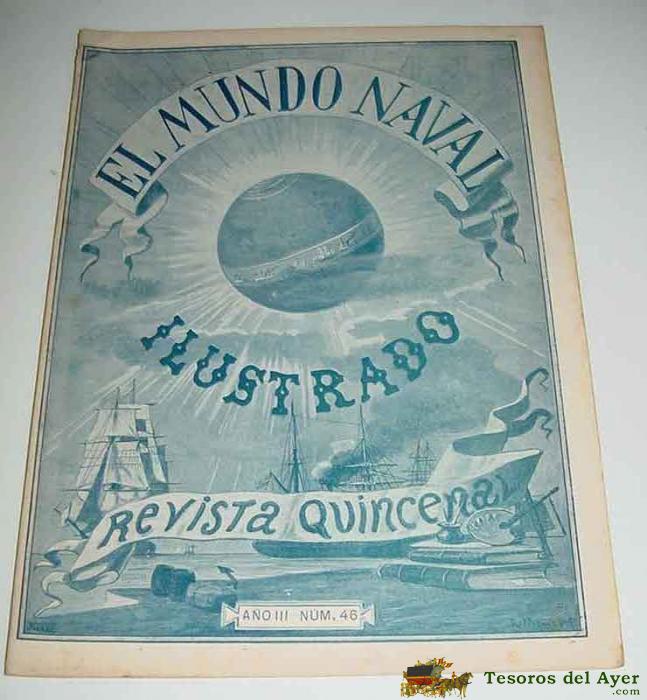 EL MUNDO NAVAL
ILUSTRADO
REVISTA QUINCENAL
AÑO III NÚM. 46
Tesoros del Ayer
.com